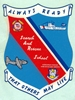 ALWAYS READY
Search And
Rescue
School
THAT OTHERS MAY LIVE